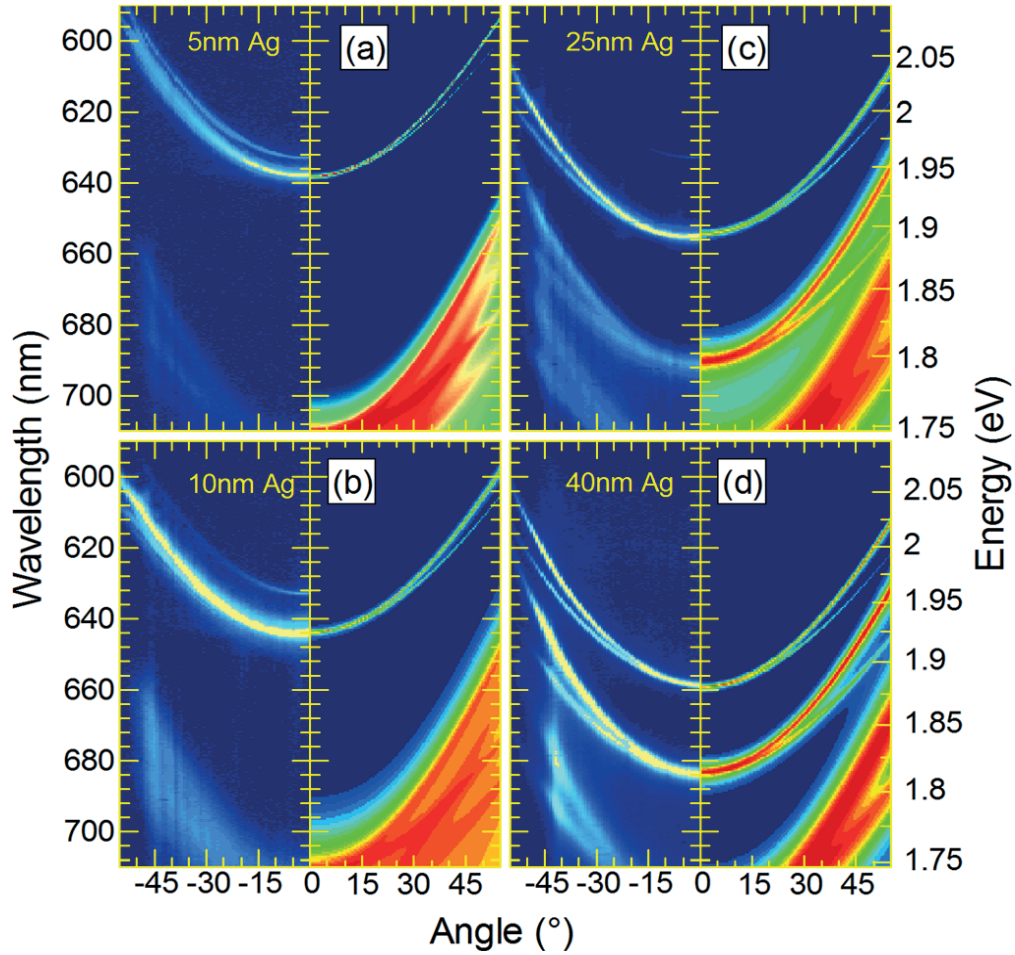 5nm Ag (a)
25nm Ag (c)
600
620
640
660
680
700
2.05
2
1.95
1.9
1.85
1.8
1.75
10nm Ag (b)
40nm Ag (d)
600
620
640
660
680
700
2.05
2
1.95
1.9
1.85
1.8
1.75
-45 -30 -15 0 15 30 45
-45 -30 -15 0 15 30 45
Wavelength (nm)
Energy (eV)
Angle (°)